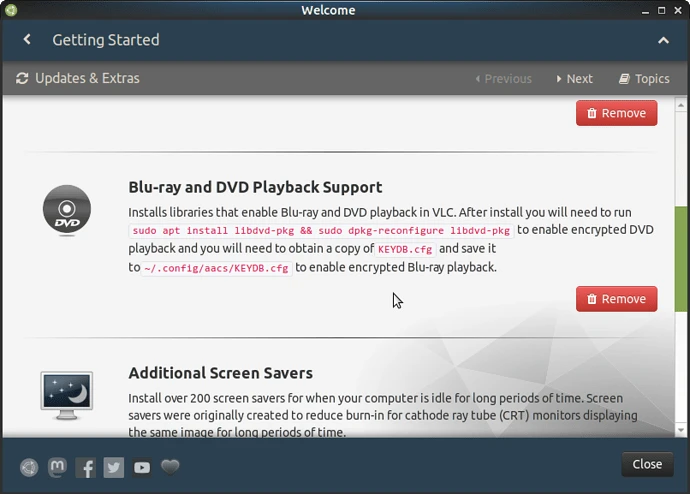 Welcome
Getting Started
Updates & Extras
Previous
Next
Topics
Remove
Blu-ray and DVD Playback Support
DVD
Installs libraries that enable Blu-ray and DVD playback in VLC. After install you will need to run
sudo apt install libdvd-pkg && sudo dpkg-reconfigure libdvd-pkg to enable encrypted DVD
playback and you will need to obtain a copy of KEYDB.cfg and save it
to ~/.config/aacs/KEYDB.cfg to enable encrypted Blu-ray playback.
Remove
Additional Screen Savers
Install over 200 screen savers for when your computer is idle for long periods of time. Screen
savers were originally created to reduce burn-in for cathode ray tube (CRT) monitors displaying
the same image for long periods of time.
Close